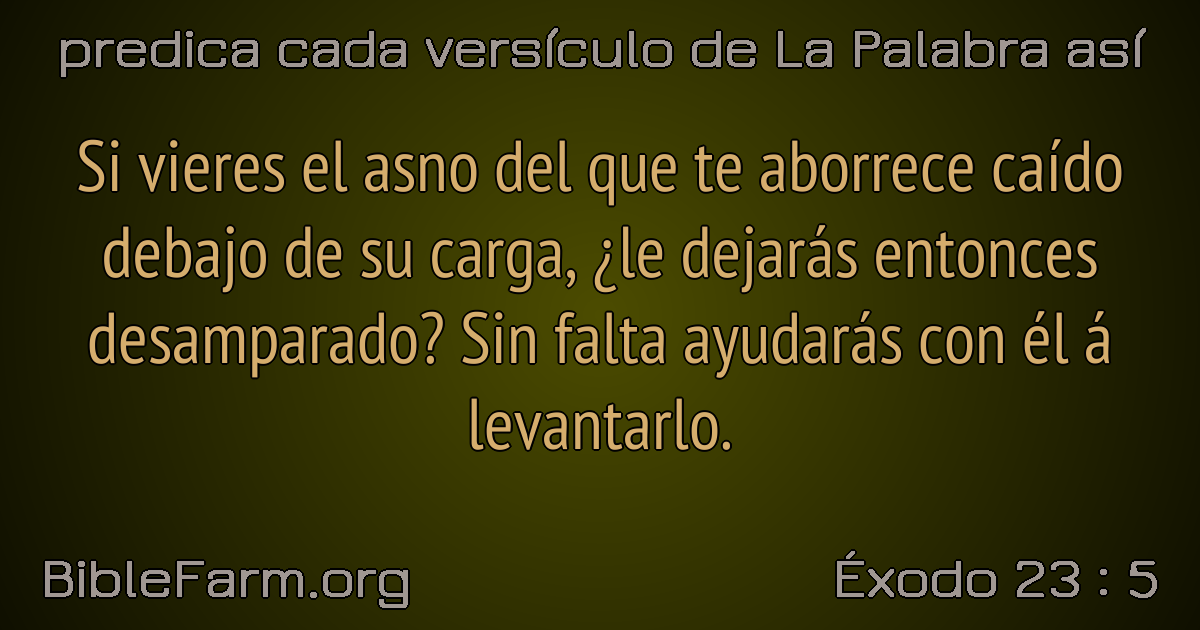 predica cada versículo de La Palabra así
Si vieres el asno del que te aborrece caído
debajo de su carga, ¿le dejarás entonces
desamparado? Sin falta ayudarás con él á
levantarlo.
BibleFarm.org
Éxodo 23 : 5